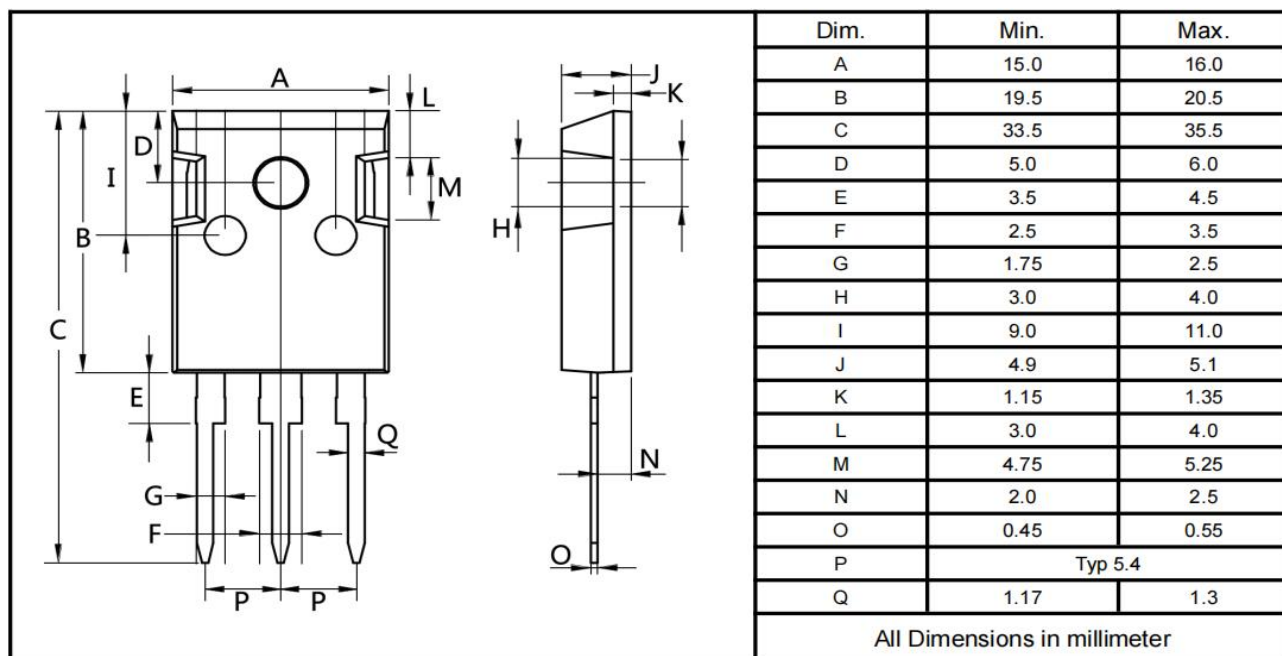 A
L
D
I
M
B
C
E
Q
G
F
P P
J
K
H
N
O
Dim. Min. Max.
A 15.0 16.0
B 19.5 20.5
C 33.5 35.5
D 5.0 6.0
E 3.5 4.5
F 2.5 3.5
G 1.75 2.5
H 3.0 4.0
I 9.0 11.0
J 4.9 5.1
K 1.15 1.35
L 3.0 4.0
M 4.75 5.25
N 2.0 2.5
O 0.45 0.55
P Typ 5.4
Q 1.17 1.3
All Dimensions in millimeter